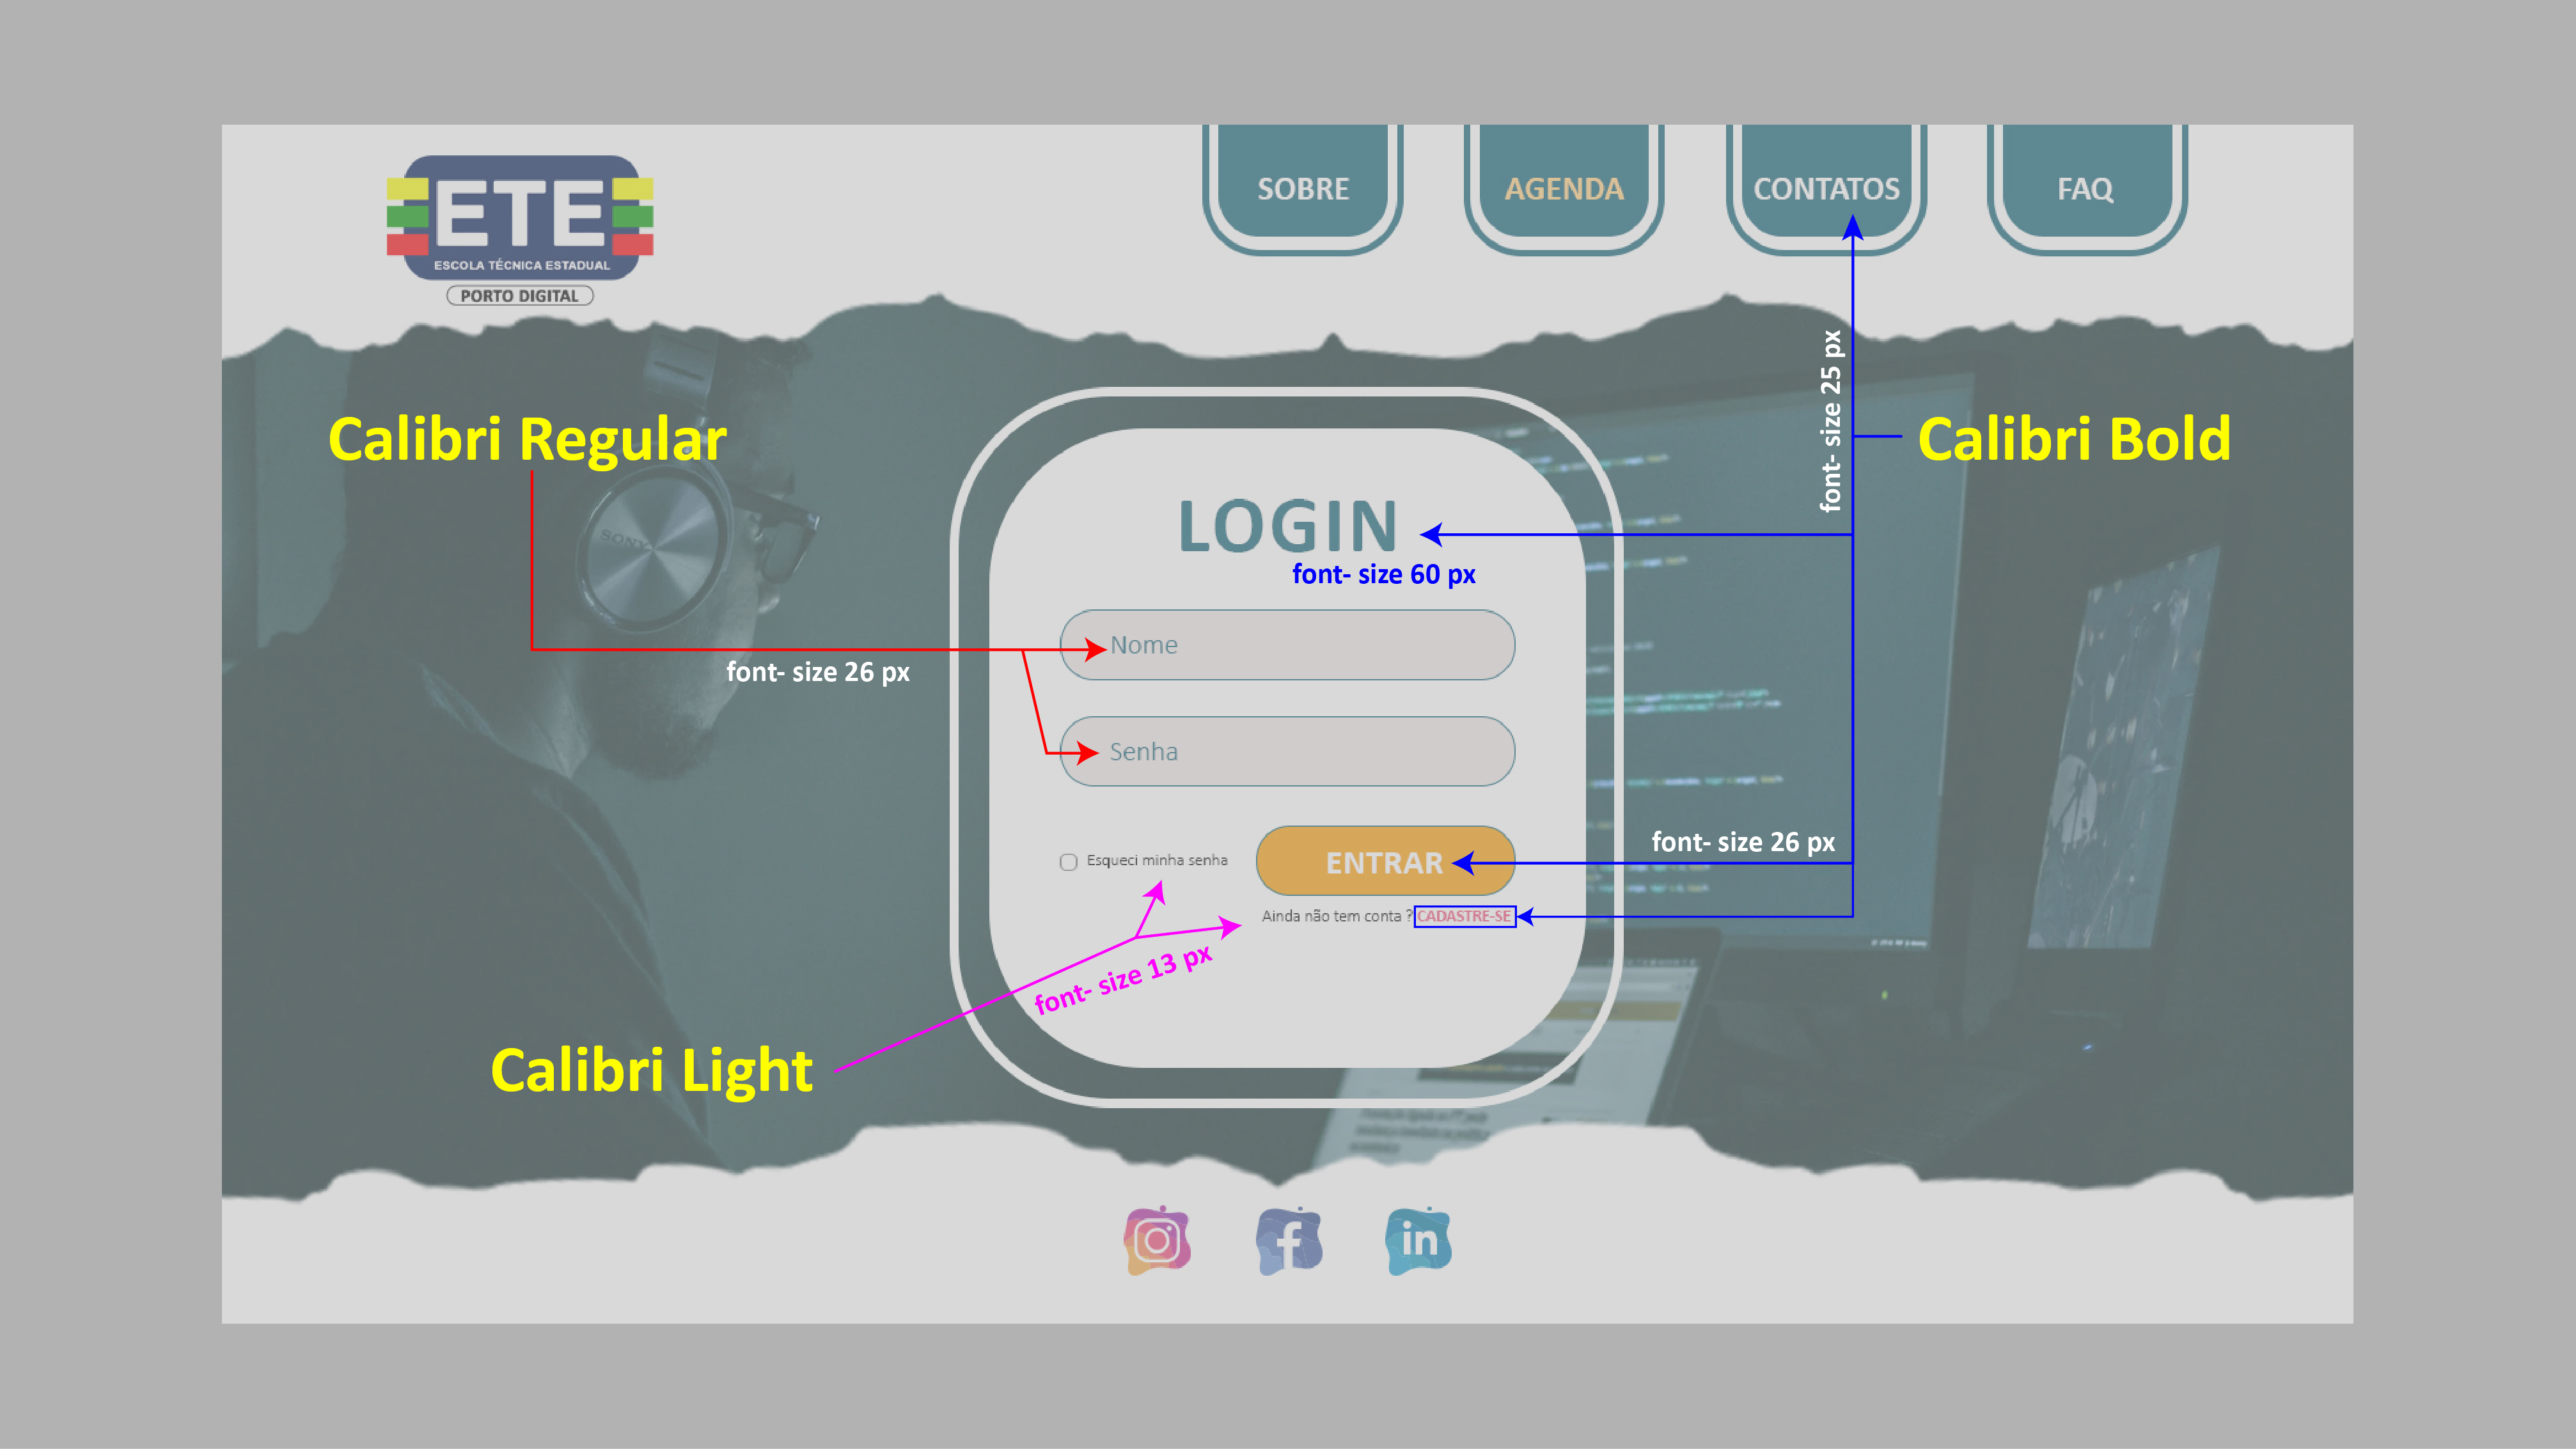 ETE
ESCOLA TÉCNICA ESTADUAL
PORTO DIGITAL
SOBRE
AGENDA
CONTATOS
FAQ
font- size 25 px
Calibri Regular
Calibri Bold
SONY
LOGIN
font- size 60 px
Nome
font- size 26 px
Senha
font- size 26 px
Esqueci minha senha
ENTRAR
Ainda não tem conta ? CADASTRE-SE
font- size 13 px
Calibri Light
f
in